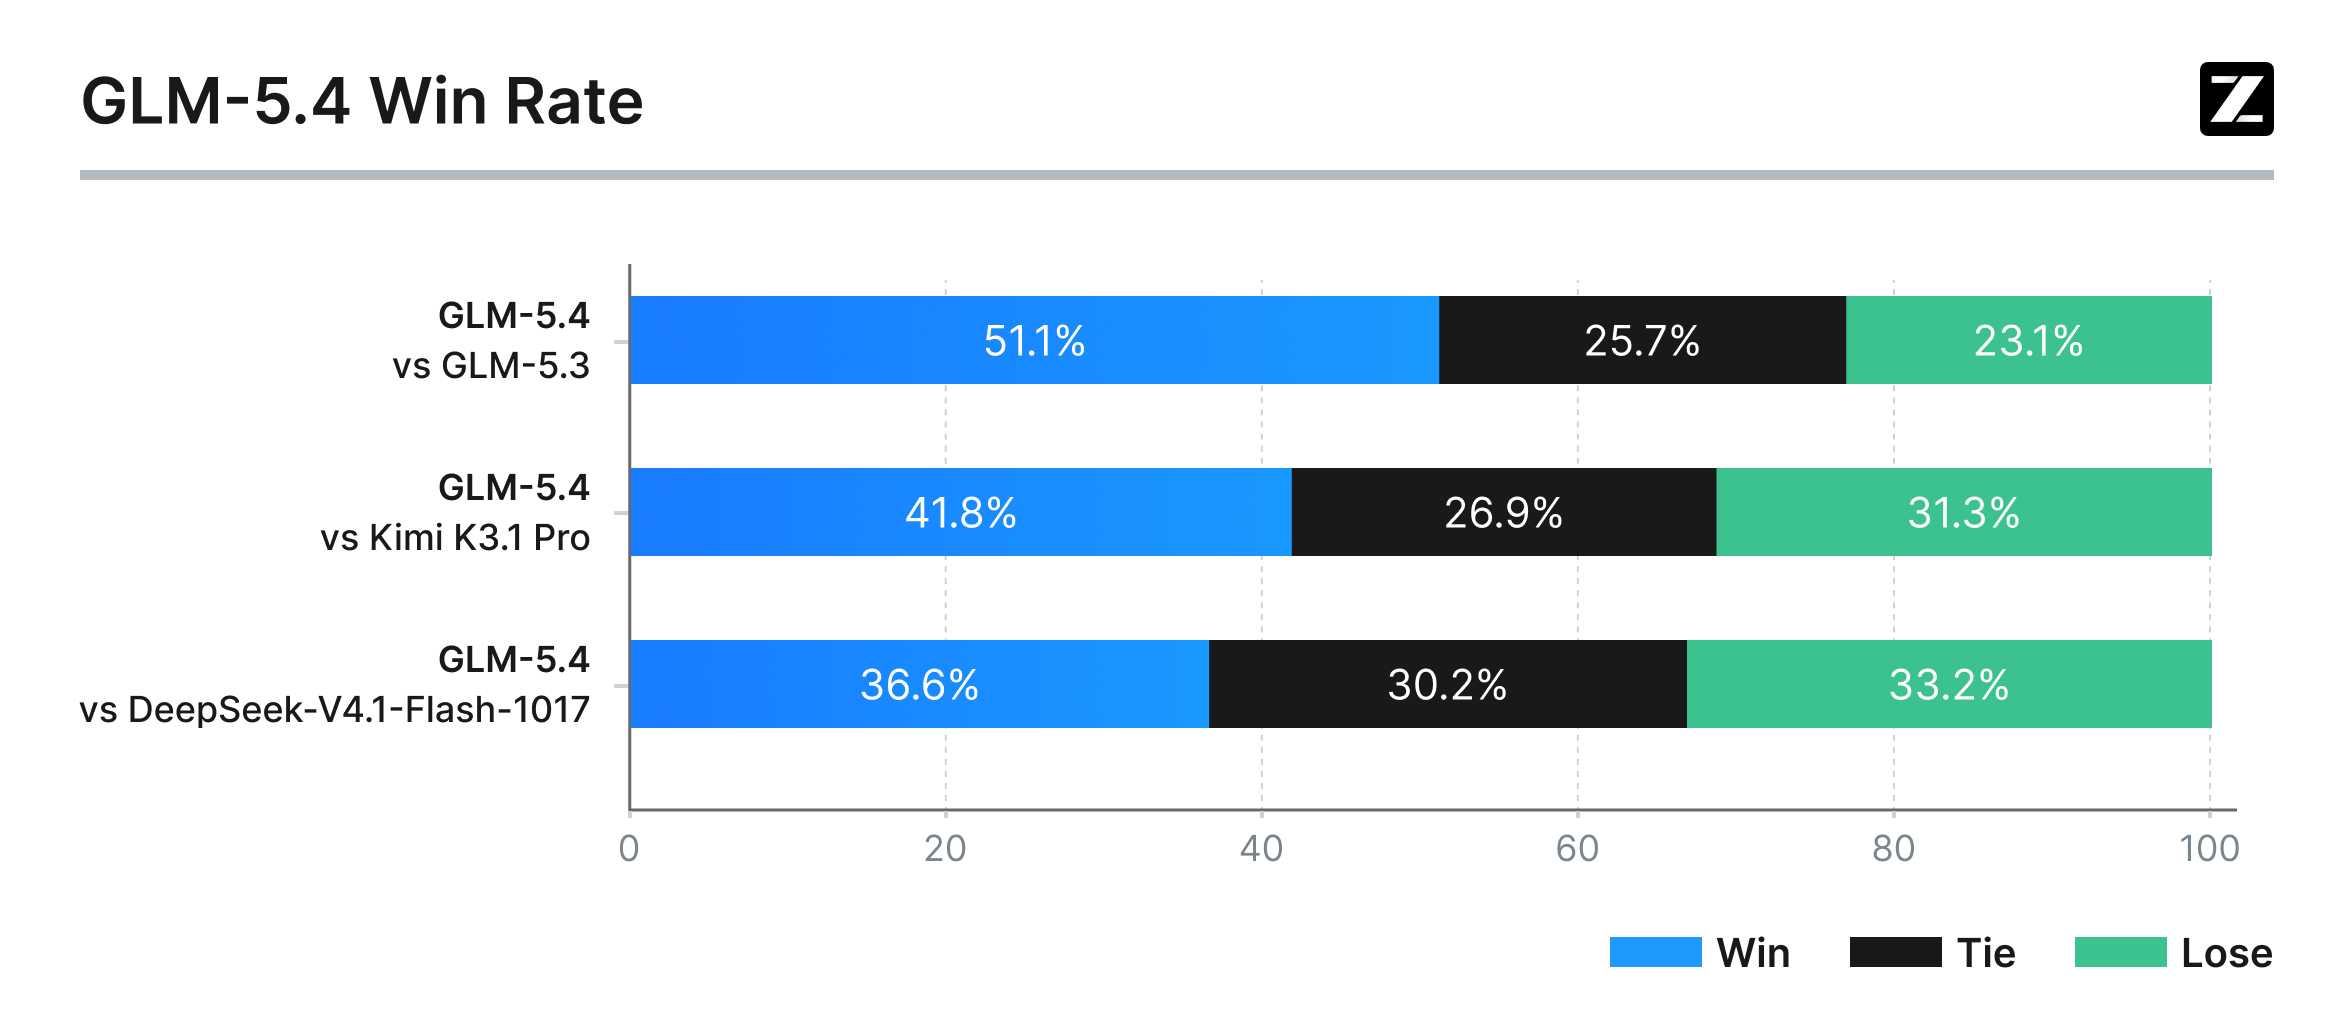 GLM-5.4 Win Rate
Z
GLM-5.4
vs GLM-5.3
51.1%
25.7%
23.1%
GLM-5.4
vs Kimi K3.1 Pro
41.8%
26.9%
31.3%
GLM-5.4
vs DeepSeek-V4.1-Flash-1017
36.6%
30.2%
33.2%
0 20 40 60 80 100
Win Tie Lose